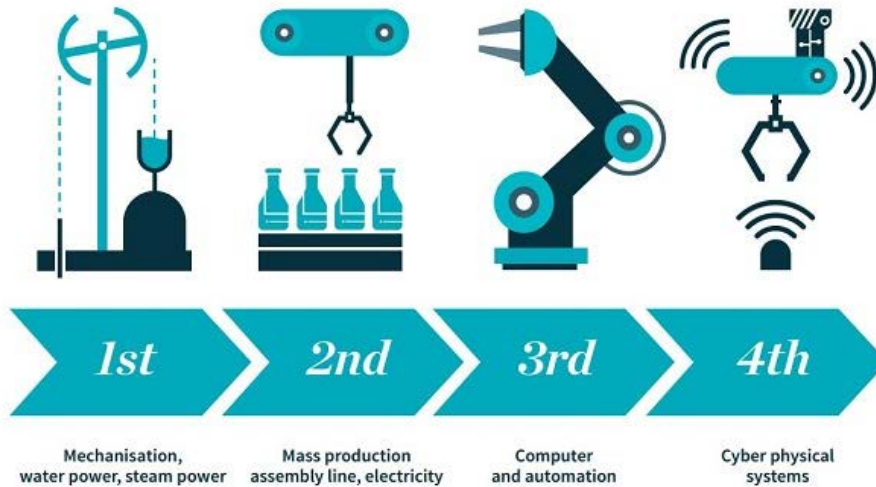 1st
2nd
3rd
4th
Mechanisation,
water power, steam power
Mass production
assembly line, electricity
Computer
and automation
Cyber physical
systems